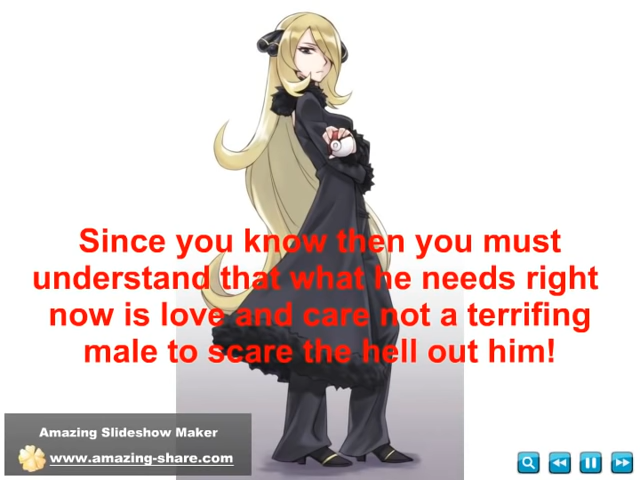 Since you know then you must
understand that what he needs right
now is love and care not a terrifing
male to scare the hell out him!
Amazing Slideshow Maker
www.amazing-share.com